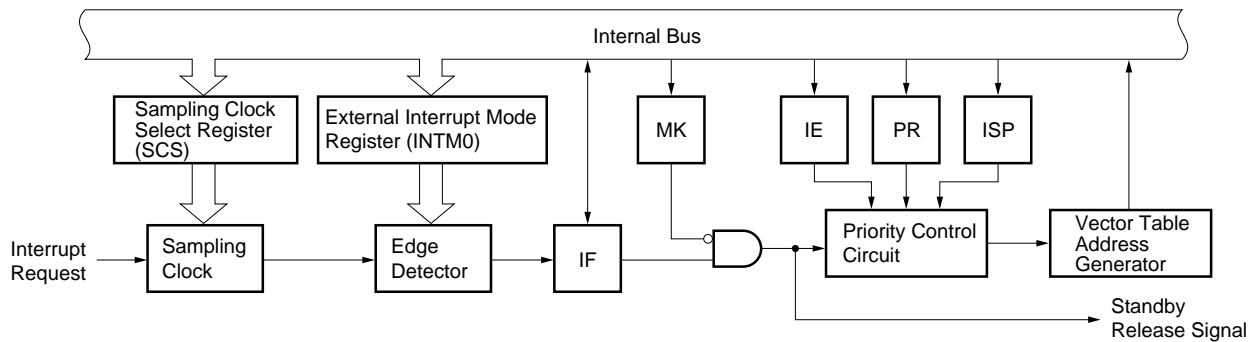 Internal Bus
Sampling Clock
Select Register
(SCS)
External Interrupt Mode
Register (INTM0)
MK
IE
PR
ISP
Interrupt
Request
Sampling
Clock
Edge
Detector
IF
Priority Control
Circuit
Vector Table
Address
Generator
Standby
Release Signal